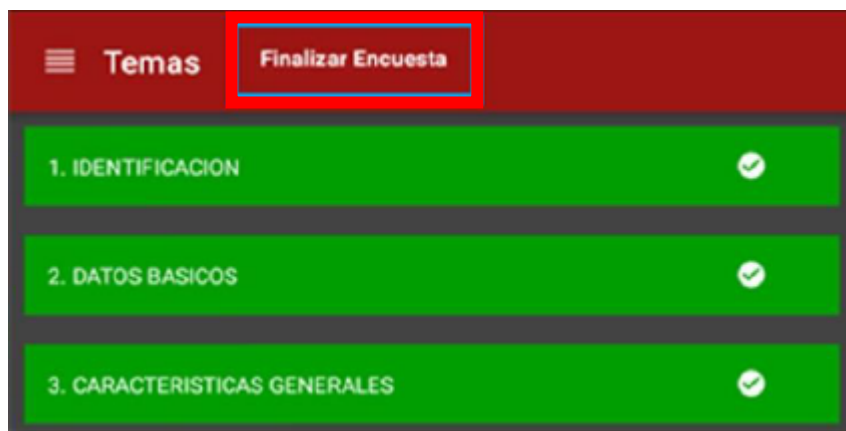 Temas
Finalizar Encuesta
1. IDENTIFICACION
2. DATOS BASICOS
3. CARACTERISTICAS GENERALES